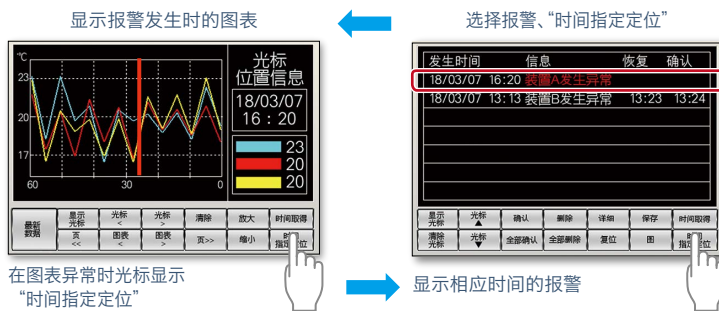 显示报警发生时的图表
选择报警、“时间指定定位”
℃
23
20
17
60 30 0
光标
位置信息
18/03/07
16：20
23
20
20
最新
数据
显示
光标
光标
<
光标
>
清除
放大
时间取得
页
<<
图表
<
图表
>
页>>
缩小
指定 位
发生时间 信息 恢复 确认
18/03/07 16:20 装置A发生异常
18/03/07 13:13 装置B发生异常 13:23 13:24
显示
光标
光标
▲
确认
删除
详细
保存
时间取得
清除
光标
光标
▼
全部确认
全部删除
复位
图
指定 位
在图表异常时光标显示
“时间指定定位”
显示相应时间的报警